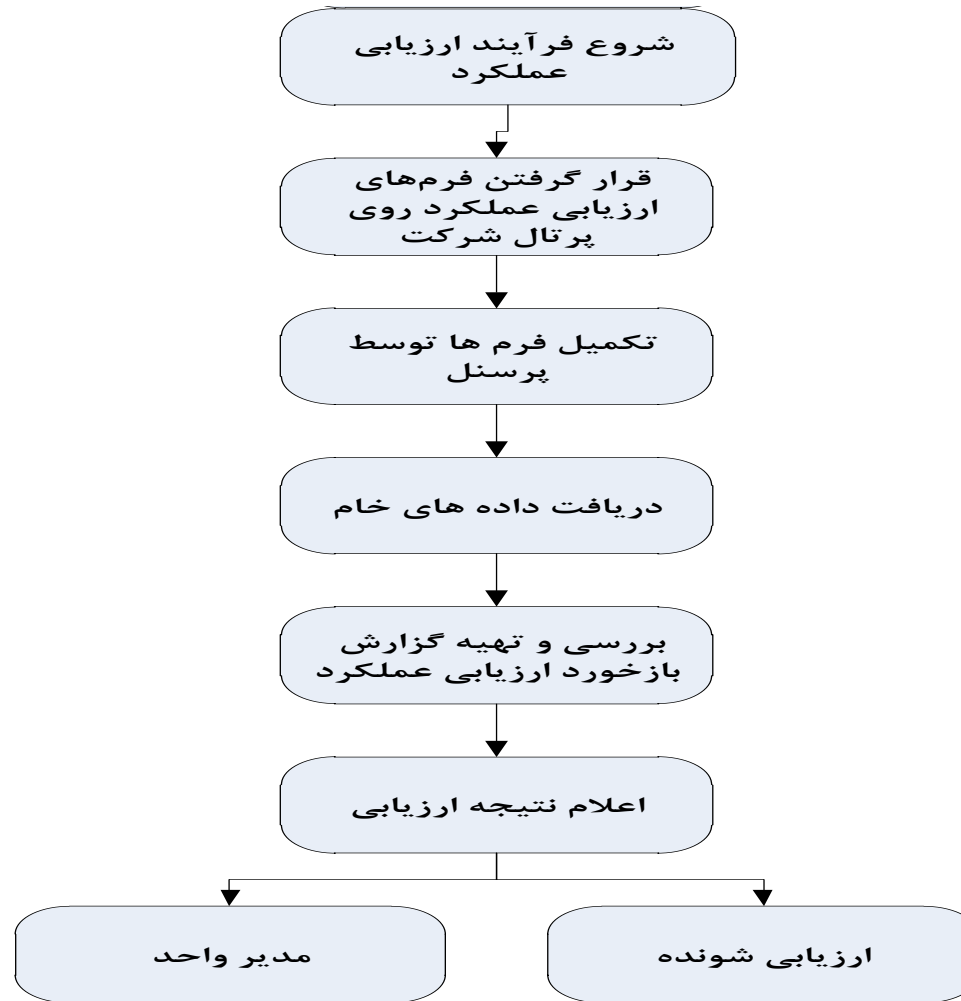 شروع فرآیند ارزیابی
عملکرد
قرار گرفتن فرم‌های
ارزیابی عملکرد روی
پرتال شرکت
تکمیل فرم ها توسط
پرسنل
دریافت داده های خام
بررسی و تهیه گزارش
بازخورد ارزیابی عملکرد
اعلام نتیجه ارزیابی
ارزیابی شونده
مدیر واحد